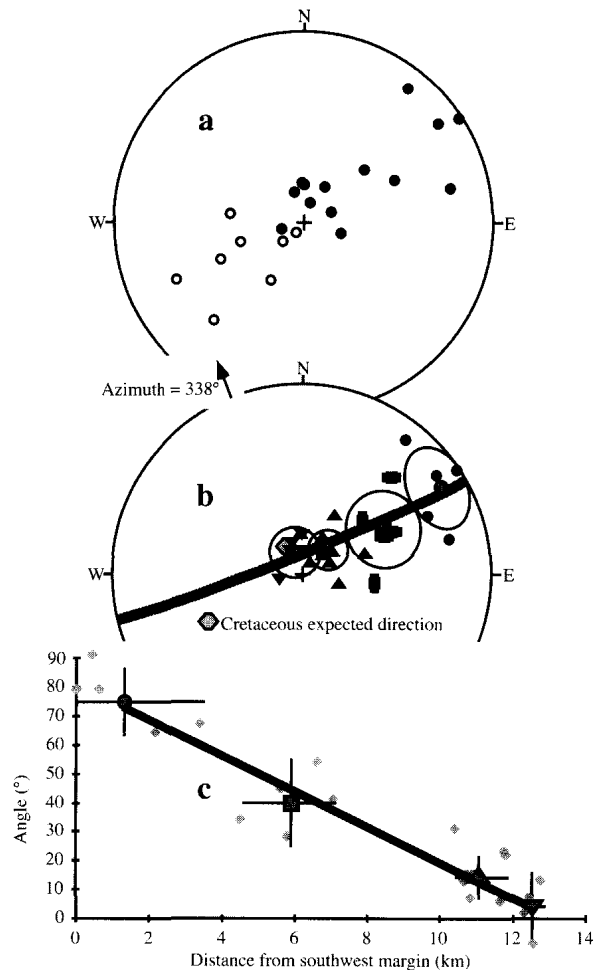 N
a
W
E
Azimuth = 338°
N
b
W
E
Cretaceous expected direction
90
80
70
60
50
40
30
20
10
0
Angle (°)
c
0 2 4 6 8 10 12 14
Distance from southwest margin (km)